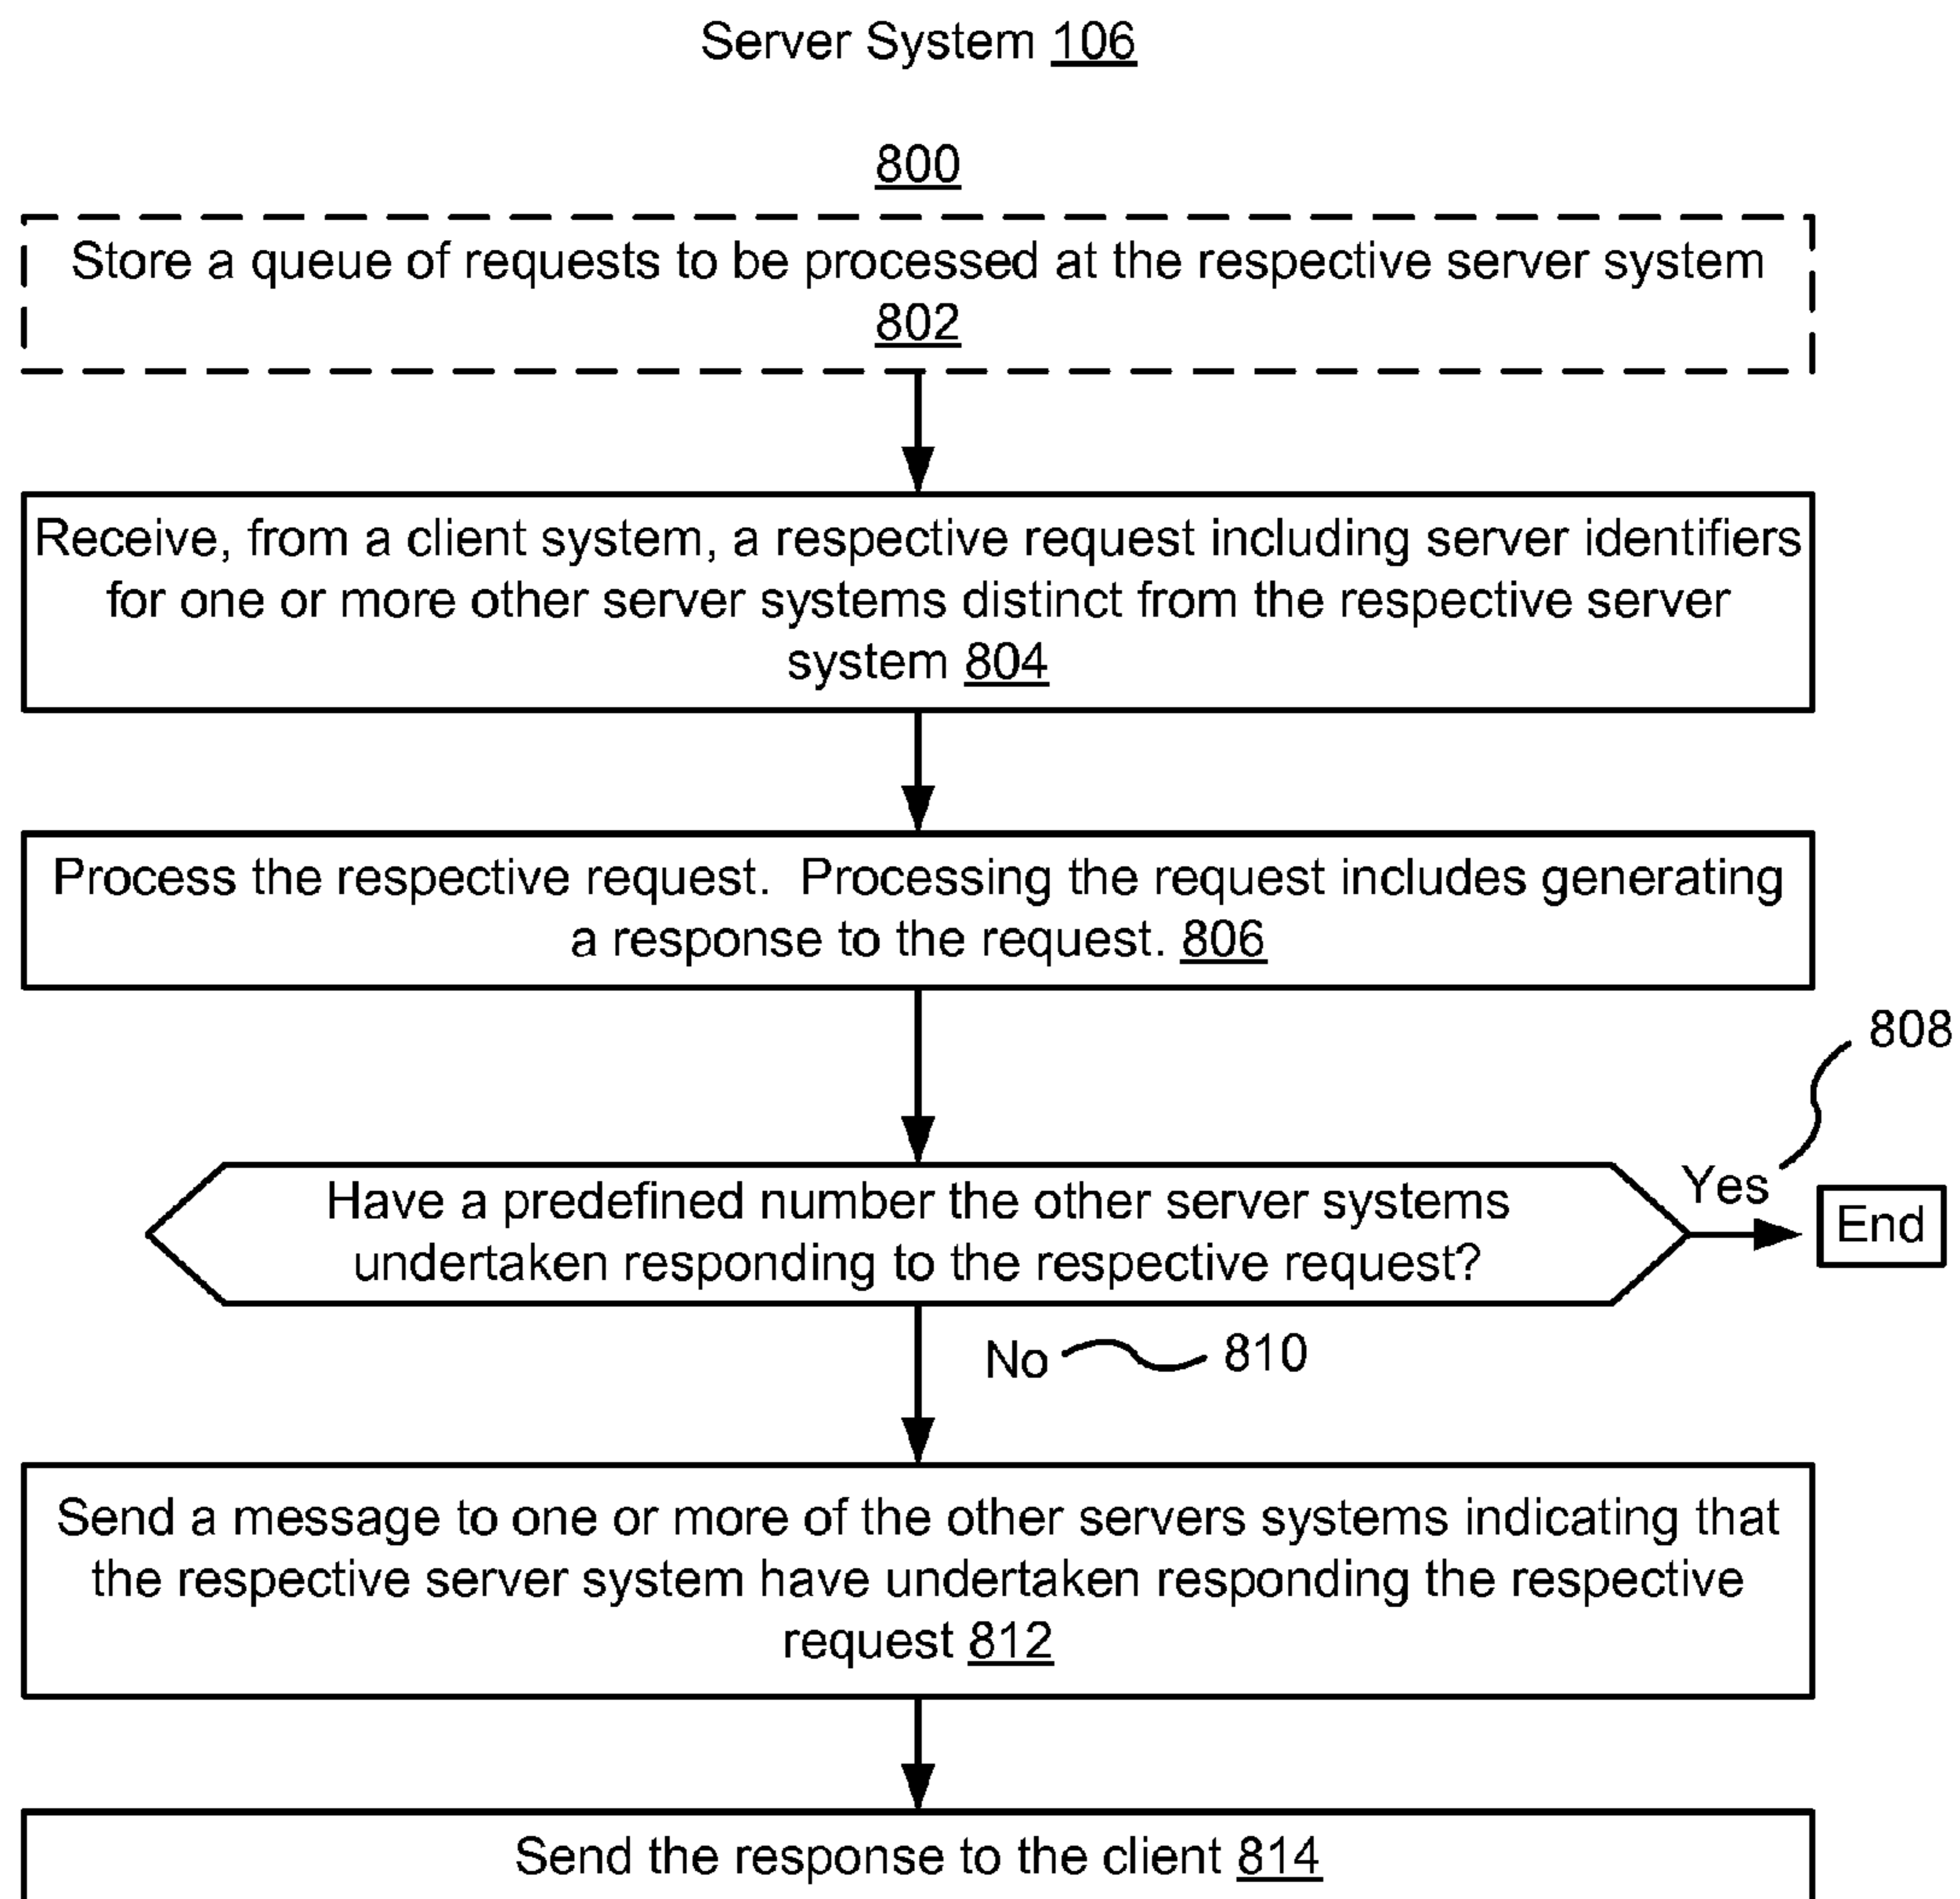 Server System 106
800
Store a queue of requests to be processed at the respective server system
802
Receive, from a client system, a respective request including server identifiers
for one or more other server systems distinct from the respective server
system 804
Process the respective request.  Processing the request includes generating
a response to the request. 806
808
Have a predefined number the other server systems
undertaken responding to the respective request?
Yes
End
No
810
Send a message to one or more of the other servers systems indicating that
the respective server system have undertaken responding the respective
request 812
Send the response to the client 814